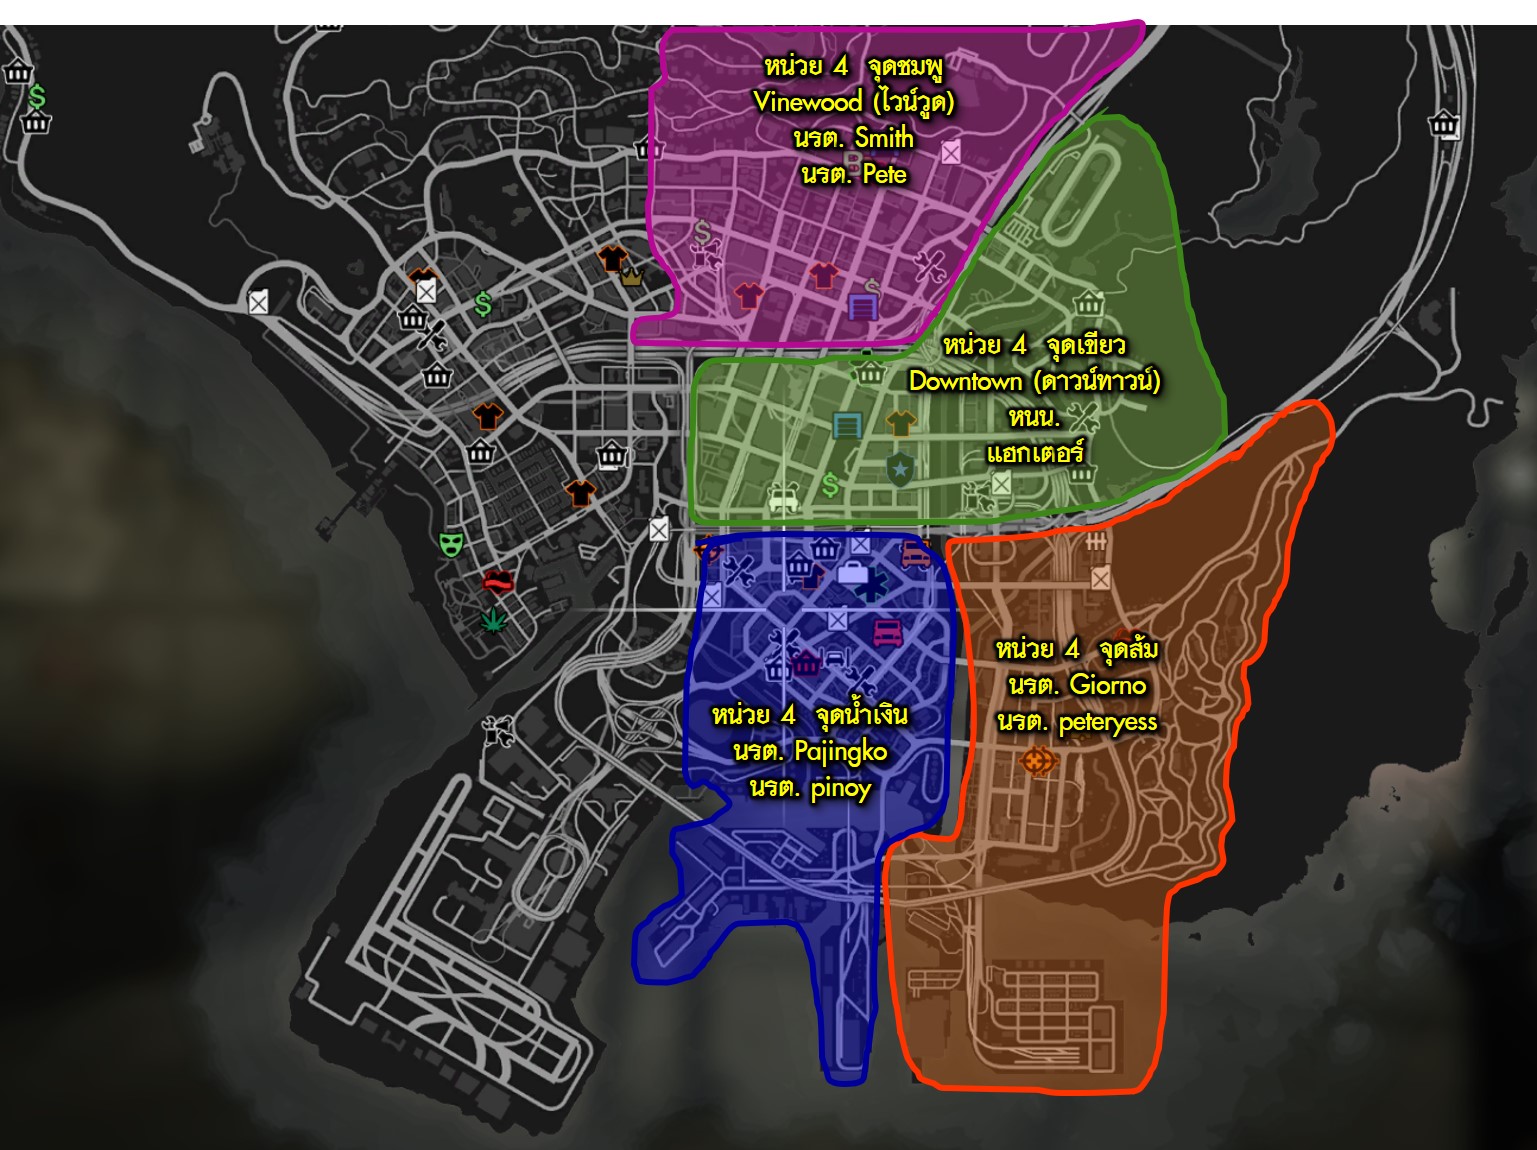 หน่วย 4 จุดชมพู
Vinewood (ไวน์วูด)
นรต. Smith
นรต. Pete
หน่วย 4 จุดเขียว
Downtown (ดาวน์ทาวน์)
หนน.
แฮกเตอร์
หน่วย 4 จุดส้ม
นรต. Giorno
นรต. peteryess
หน่วย 4 จุดน้ำเงิน
นรต. Pajingko
นรต. pinoy